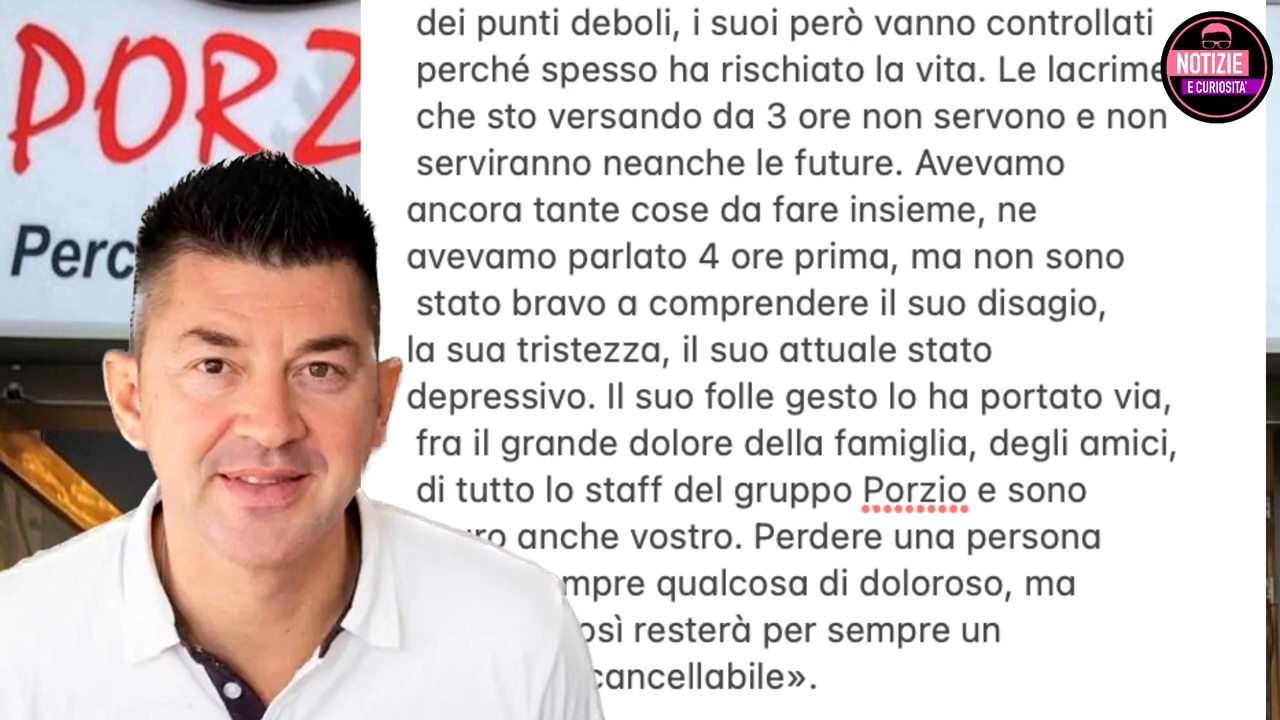 PORZ
Perc
dei punti deboli, i suoi però vanno controllati
perché spesso ha rischiato la vita. Le lacrime
che sto versando da 3 ore non servono e non
serviranno neanche le future. Avevamo
ancora tante cose da fare insieme, ne
avevamo parlato 4 ore prima, ma non sono
stato bravo a comprendere il suo disagio,
la sua tristezza, il suo attuale stato
depressivo. Il suo folle gesto lo ha portato via,
fra il grande dolore della famiglia, degli amici,
di tutto lo staff del gruppo Porzio e sono
anche vostro. Perdere una persona
mpre qualcosa di doloroso, ma
osì resterà per sempre un
cancellabile».
NOTIZIE
E CURIOSITA'